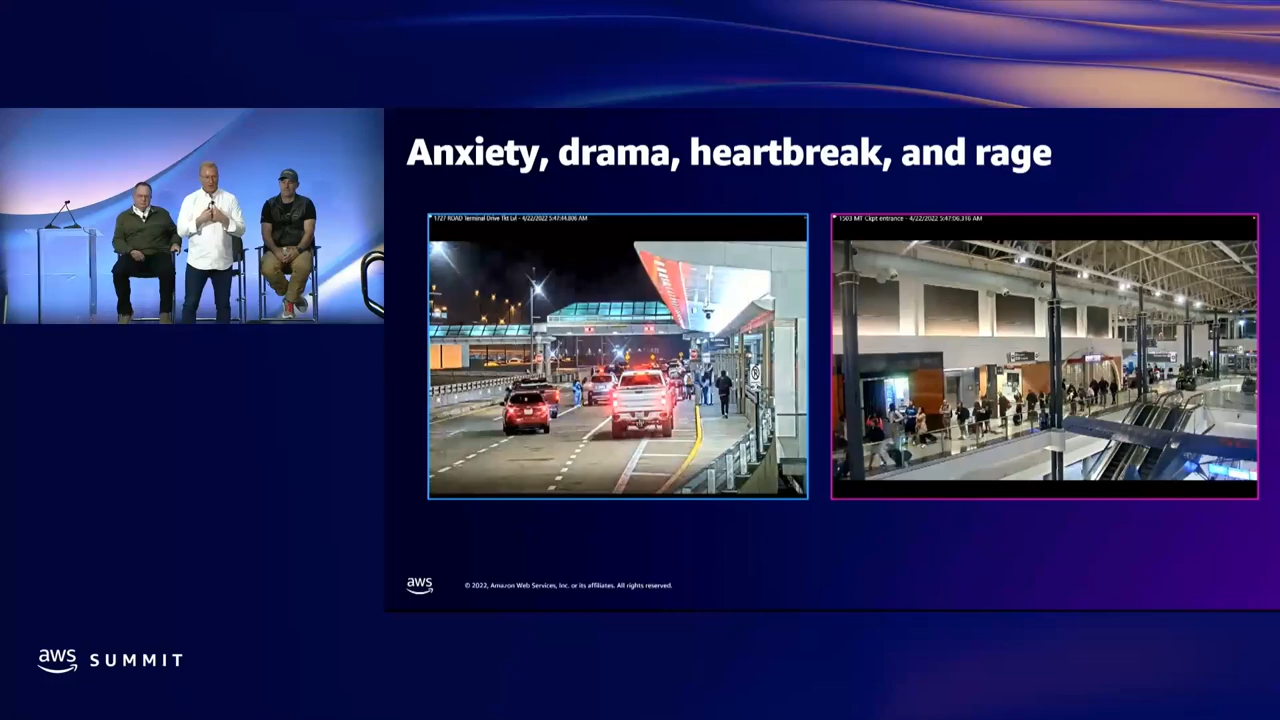 Anxiety, drama, heartbreak, and rage
1727 ROAD Terminal Drive Tkt Lvl - 4/22/2022 5:47:44.806 AM
1503 MT Ckpt entrance - 4/22/2022 5:47:06.316 AM
aws
© 2022, Amazon Web Services, Inc. or its affiliates. All rights reserved.
aws SUMMIT